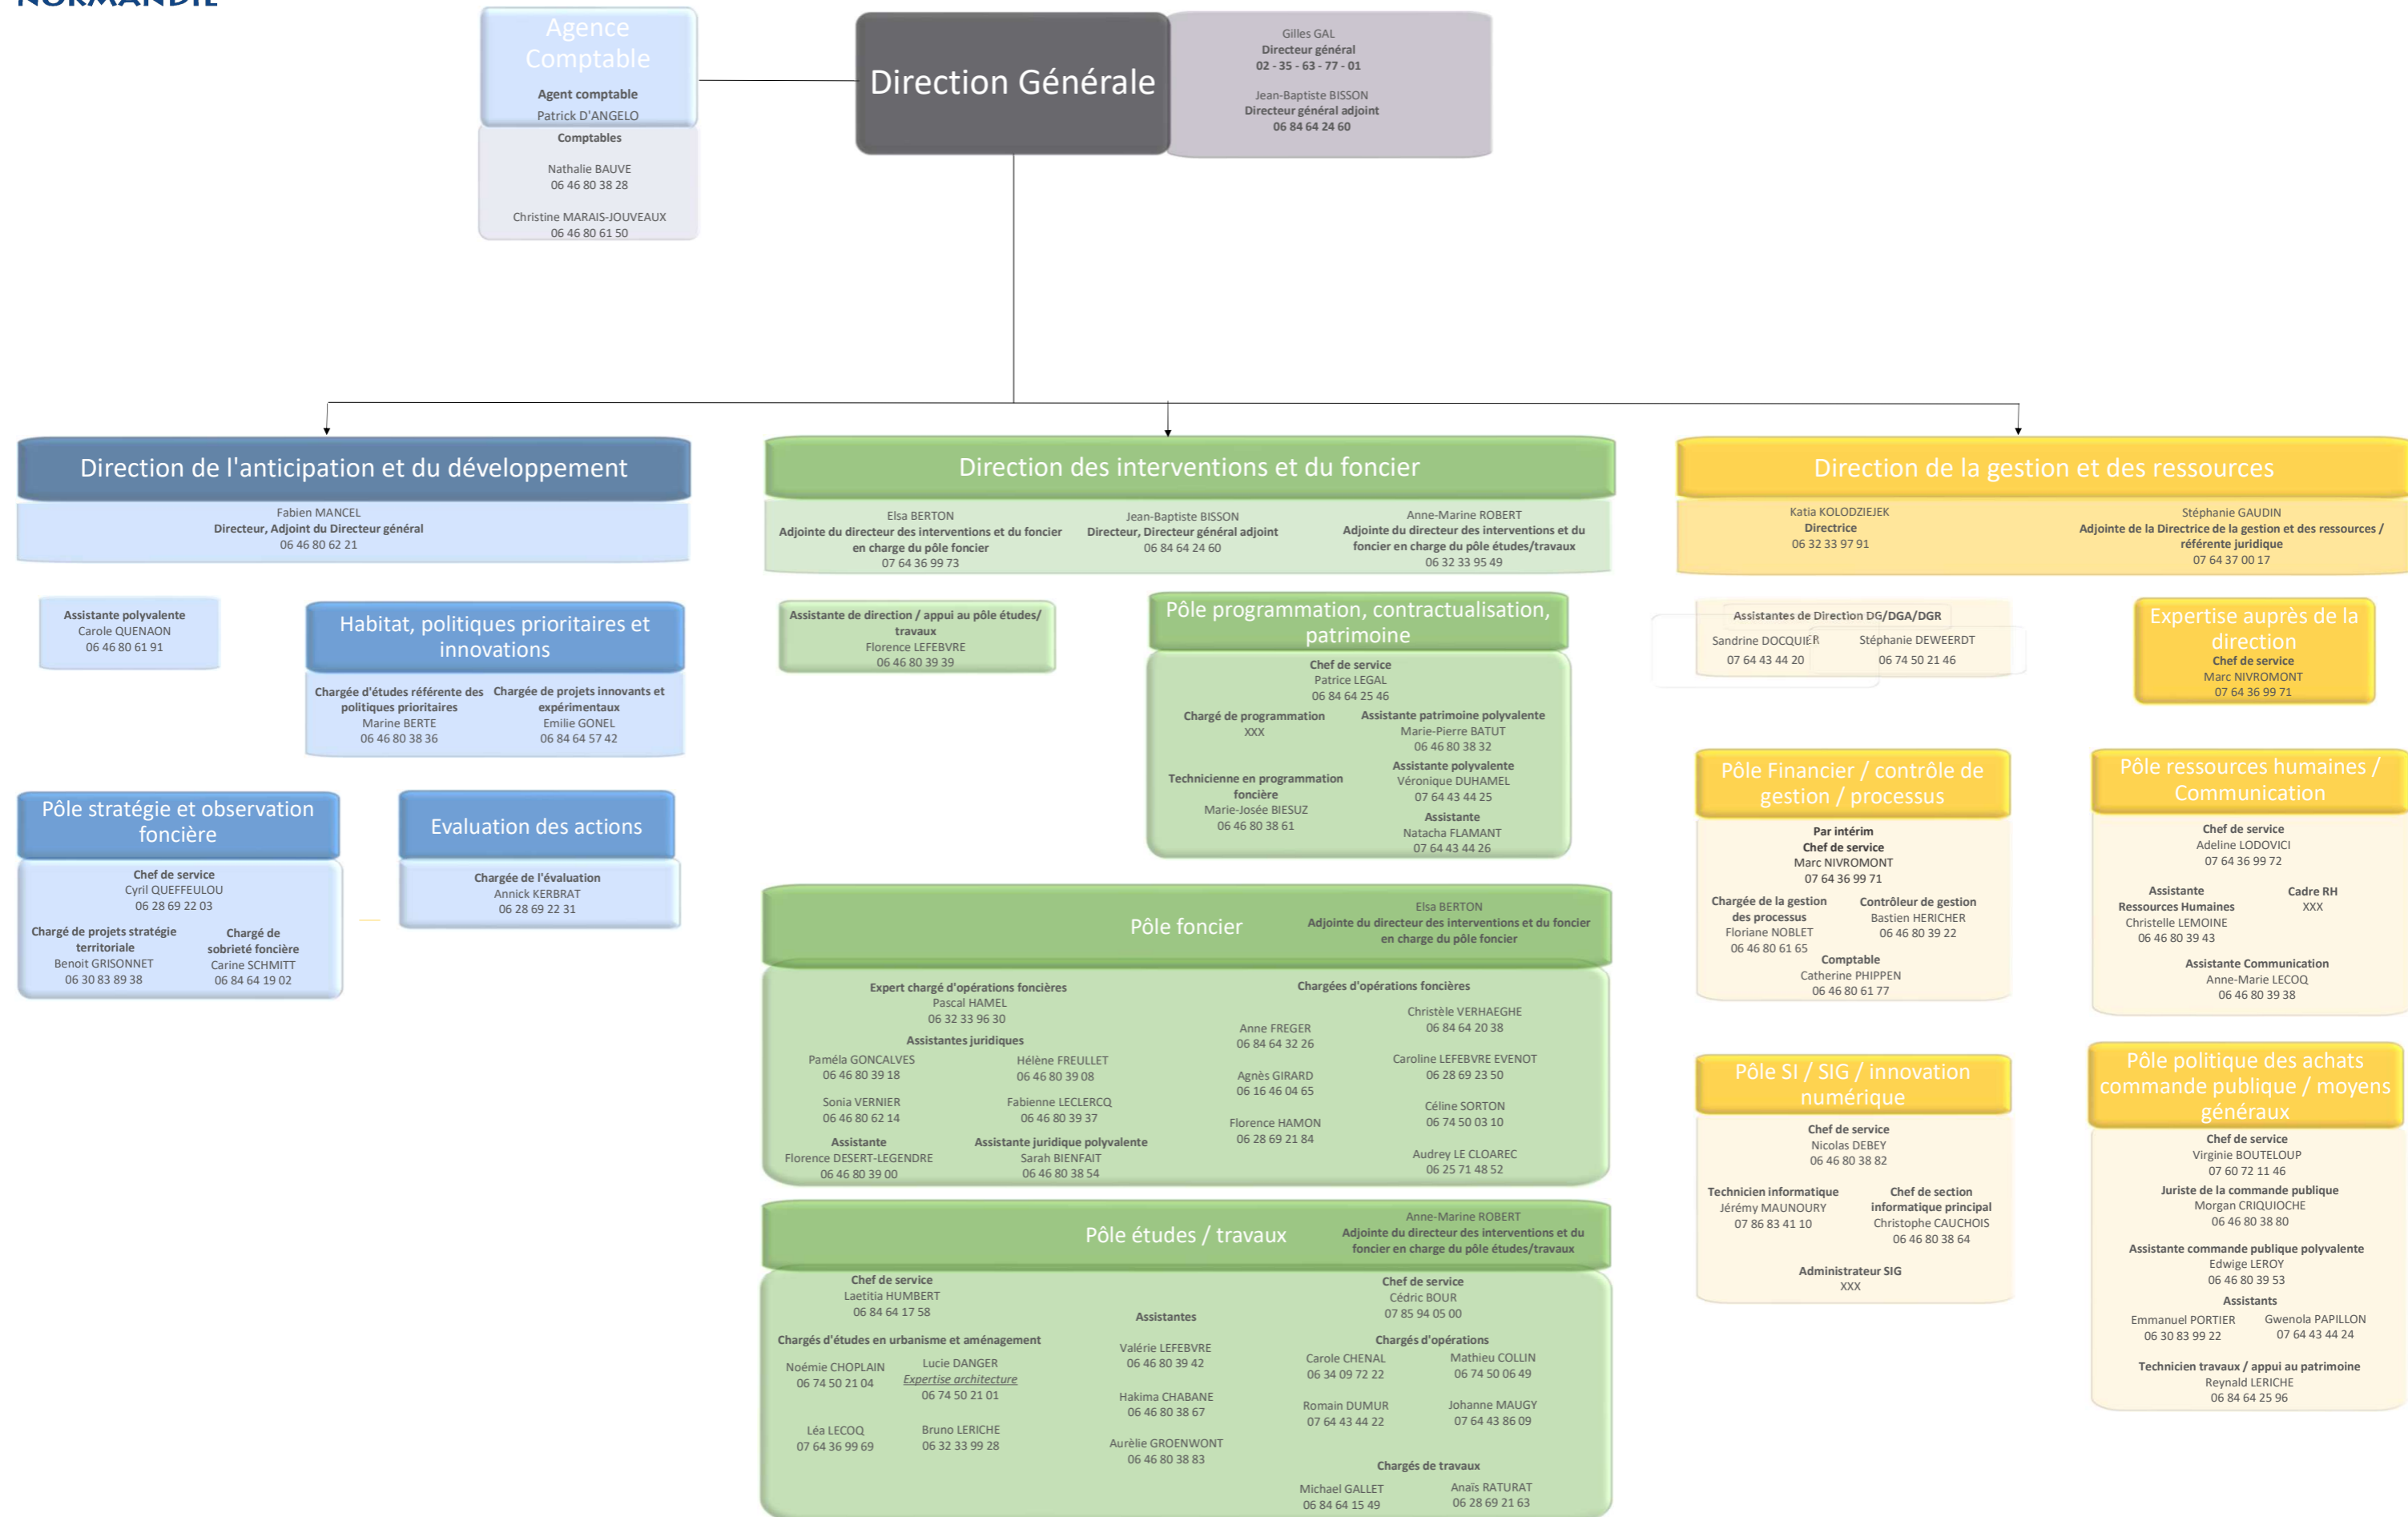 NORMANDIE
Agence
Comptable
Agent comptable
Patrick D'ANGELO
Comptables
Nathalie BAUVE
06 46 80 38 28
Christine MARAIS-JOUVEAUX
06 46 80 61 50
Direction Générale
Gilles GAL
Directeur général
02 - 35 - 63 - 77 - 01
Jean-Baptiste BISSON
Directeur général adjoint
06 84 64 24 60
Direction de l'anticipation et du développement
Fabien MANCEL
Directeur, Adjoint du Directeur général
06 46 80 62 21
Assistante polyvalente
Carole QUENAON
06 46 80 61 91
Habitat, politiques prioritaires et
innovations
Chargée d'études référente des
politiques prioritaires
Marine BERTE
06 46 80 38 36
Chargée de projets innovants et
expérimentaux
Emilie GONEL
06 84 64 57 42
Pôle stratégie et observation
foncière
Chef de service
Cyril QUEFFEULOU
06 28 69 22 03
Chargé de projets stratégie
territoriale
Benoit GRISONNET
06 30 83 89 38
Chargé de
sobrieté foncière
Carine SCHMITT
06 84 64 19 02
Evaluation des actions
Chargée de l'évaluation
Annick KERBRAT
06 28 69 22 31
Direction des interventions et du foncier
Elsa BERTON
Adjointe du directeur des interventions et du foncier
en charge du pôle foncier
07 64 36 99 73
Jean-Baptiste BISSON
Directeur, Directeur général adjoint
06 84 64 24 60
Anne-Marine ROBERT
Adjointe du directeur des interventions et du
foncier en charge du pôle études/travaux
06 32 33 95 49
Assistante de direction / appui au pôle études/
travaux
Florence LEFEBVRE
06 46 80 39 39
Pôle programmation, contractualisation,
patrimoine
Chef de service
Patrice LEGAL
06 84 64 25 46
Chargé de programmation
XXX
Technicienne en programmation
foncière
Marie-Josée BIESUZ
06 46 80 38 61
Assistante patrimoine polyvalente
Marie-Pierre BATUT
06 46 80 38 32
Assistante polyvalente
Véronique DUHAMEL
07 64 43 44 25
Assistante
Natacha FLAMANT
07 64 43 44 26
Pôle foncier
Elsa BERTON
Adjointe du directeur des interventions et du foncier
en charge du pôle foncier
Expert chargé d'opérations foncières
Pascal HAMEL
06 32 33 96 30
Assistantes juridiques
Paméla GONCALVES
06 46 80 39 18
Hélène FREULLET
06 46 80 39 08
Sonia VERNIER
06 46 80 62 14
Fabienne LECLERCQ
06 46 80 39 37
Assistante
Florence DESERT-LEGENDRE
06 46 80 39 00
Assistante juridique polyvalente
Sarah BIENFAIT
06 46 80 38 54
Chargées d'opérations foncières
Anne FREGER
06 84 64 32 26
Agnès GIRARD
06 16 46 04 65
Florence HAMON
06 28 69 21 84
Christèle VERHAEGHE
06 84 64 20 38
Caroline LEFEBVRE EVENOT
06 28 69 23 50
Céline SORTON
06 74 50 03 10
Audrey LE CLOAREC
06 25 71 48 52
Pôle études / travaux
Anne-Marine ROBERT
Adjointe du directeur des interventions et du
foncier en charge du pôle études/travaux
Chef de service
Laetitia HUMBERT
06 84 64 17 58
Chargés d'études en urbanisme et aménagement
Noémie CHOPLAIN
06 74 50 21 04
Lucie DANGER
Expertise architecture
06 74 50 21 01
Léa LECOQ
07 64 36 99 69
Bruno LERICHE
06 32 33 99 28
Assistantes
Valérie LEFEBVRE
06 46 80 39 42
Hakima CHABANE
06 46 80 38 67
Aurèlie GROENWONT
06 46 80 38 83
Chef de service
Cédric BOUR
07 85 94 05 00
Chargés d'opérations
Carole CHENAL
06 34 09 72 22
Mathieu COLLIN
06 74 50 06 49
Romain DUMUR
07 64 43 44 22
Johanne MAUGY
07 64 43 86 09
Chargés de travaux
Michael GALLET
06 84 64 15 49
Anaïs RATURAT
06 28 69 21 63
Direction de la gestion et des ressources
Katia KOLODZIEJEK
Directrice
06 32 33 97 91
Stéphanie GAUDIN
Adjointe de la Directrice de la gestion et des ressources /
référente juridique
07 64 37 00 17
Assistantes de Direction DG/DGA/DGR
Sandrine DOCQUIER
07 64 43 44 20
Stéphanie DEWEERDT
06 74 50 21 46
Expertise auprès de la
direction
Chef de service
Marc NIVROMONT
07 64 36 99 71
Pôle Financier / contrôle de
gestion / processus
Par intérim
Chef de service
Marc NIVROMONT
07 64 36 99 71
Chargée de la gestion
des processus
Floriane NOBLET
06 46 80 61 65
Contrôleur de gestion
Bastien HERICHER
06 46 80 39 22
Comptable
Catherine PHIPPEN
06 46 80 61 77
Pôle ressources humaines /
Communication
Chef de service
Adeline LODOVICI
07 64 36 99 72
Assistante
Ressources Humaines
Christelle LEMOINE
06 46 80 39 43
Cadre RH
XXX
Assistante Communication
Anne-Marie LECOQ
06 46 80 39 38
Pôle SI / SIG / innovation
numérique
Chef de service
Nicolas DEBEY
06 46 80 38 82
Technicien informatique
Jérémy MAUNOURY
07 86 83 41 10
Chef de section
informatique principal
Christophe CAUCHOIS
06 46 80 38 64
Administrateur SIG
XXX
Pôle politique des achats
commande publique / moyens
généraux
Chef de service
Virginie BOUTELOUP
07 60 72 11 46
Juriste de la commande publique
Morgan CRIQUIOCHE
06 46 80 38 80
Assistante commande publique polyvalente
Edwige LEROY
06 46 80 39 53
Assistants
Emmanuel PORTIER
06 30 83 99 22
Gwenola PAPILLON
07 64 43 44 24
Technicien travaux / appui au patrimoine
Reynald LERICHE
06 84 64 25 96